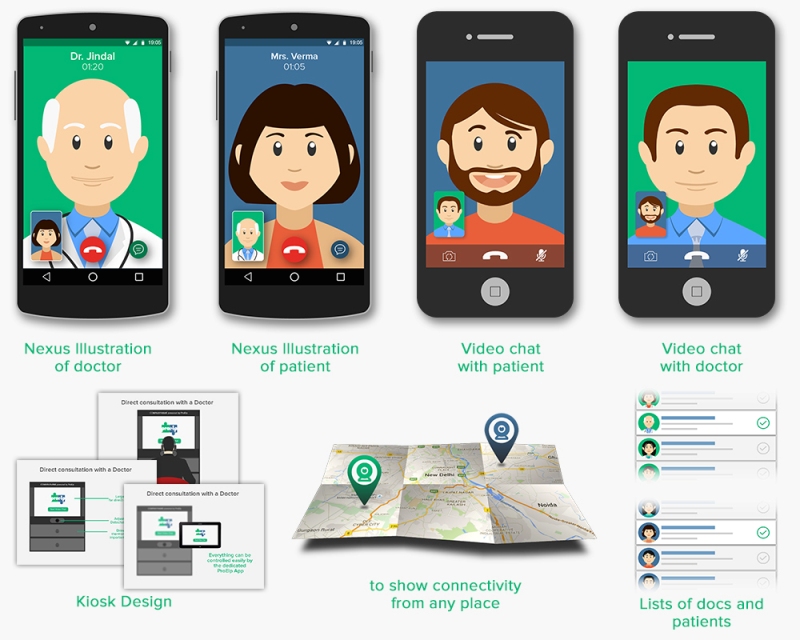 19:05
Dr. Jindal
01:20
19:05
Mrs. Verma
01:05
Nexus Illustration
of doctor
Nexus Illustration
of patient
Video chat
with patient
Video chat
with doctor
Direct consultation with a Doctor
Direct consultation with a Doctor
Direct consultation with a Doctor
Everything can be
controlled easily by
the dedicated
App
Kiosk Design
New Delhi
Noida
to show connectivity
from any place
Lists of docs and
patients